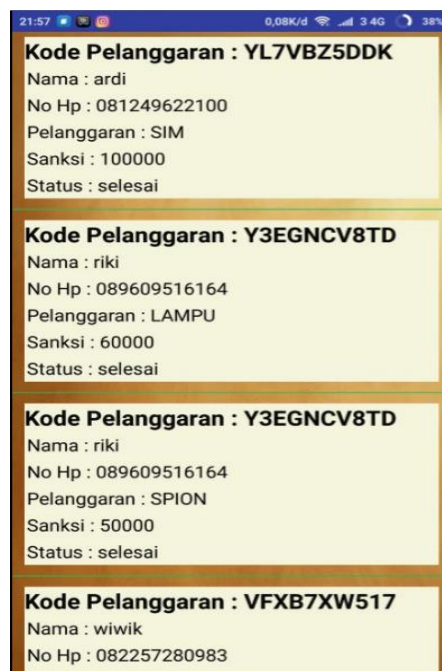 21:57 0,08K/d 3 4G 38%
Kode Pelanggaran : YL7VBZ5DDK
Nama : ardi
No Hp : 081249622100
Pelanggaran : SIM
Sanksi : 100000
Status : selesai
Kode Pelanggaran : Y3EGNCV8TD
Nama : riki
No Hp : 089609516164
Pelanggaran : LAMPU
Sanksi : 60000
Status : selesai
Kode Pelanggaran : Y3EGNCV8TD
Nama : riki
No Hp : 089609516164
Pelanggaran : SPION
Sanksi : 50000
Status : selesai
Kode Pelanggaran : VFXB7XW517
Nama : wiwik
No Hp : 082257280983